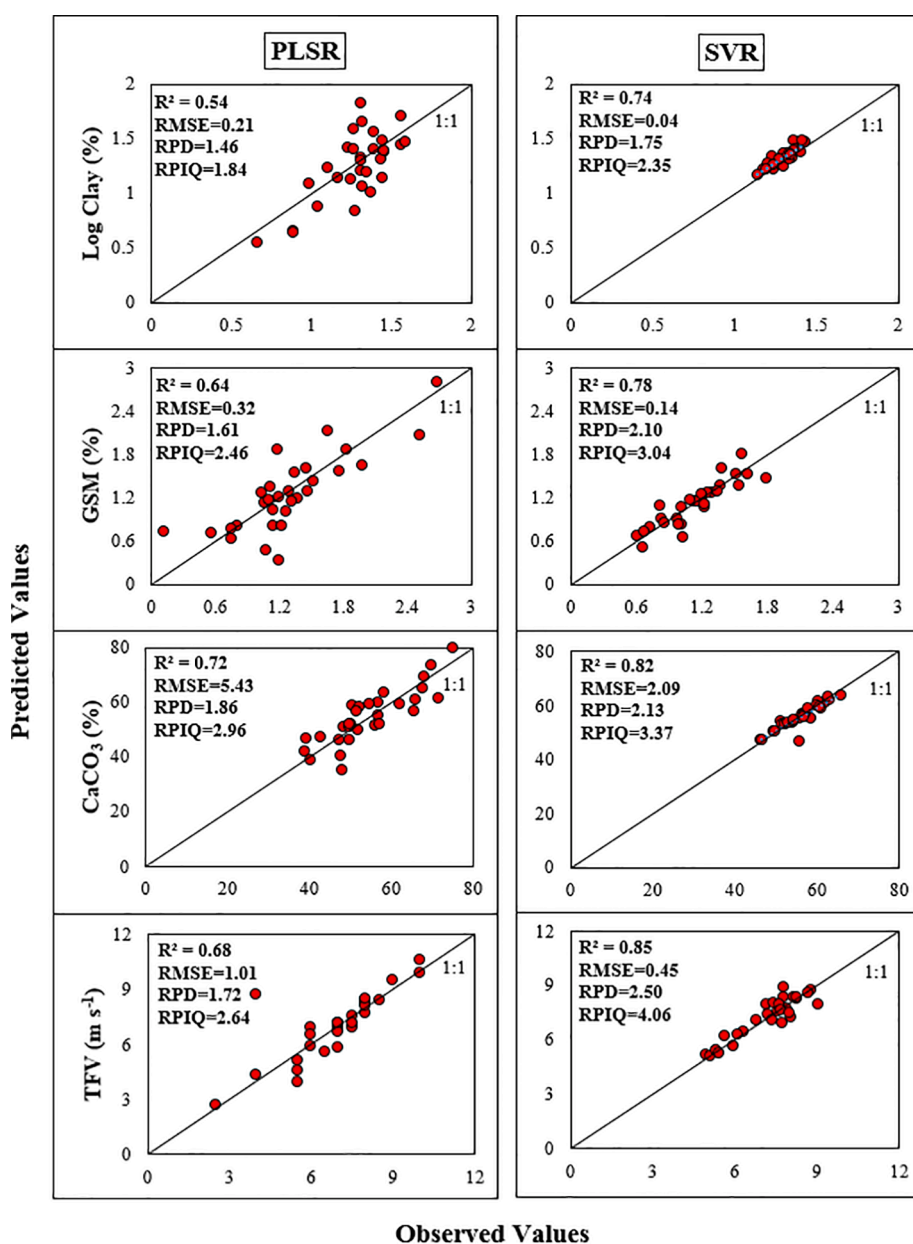 PLSR
R² = 0.54
RMSE=0.21
RPD=1.46
RPIQ=1.84
1:1
Log Clay (%)
2
1.5
1
0.5
0
0 0.5 1 1.5 2
SVR
R² = 0.74
RMSE=0.04
RPD=1.75
RPIQ=2.35
1:1
2
1.5
1
0.5
0
0 0.5 1 1.5 2
R² = 0.64
RMSE=0.32
RPD=1.61
RPIQ=2.46
1:1
GSM (%)
3
2.4
1.8
1.2
0.6
0
0 0.6 1.2 1.8 2.4 3
R² = 0.78
RMSE=0.14
RPD=2.10
RPIQ=3.04
1:1
3
2.4
1.8
1.2
0.6
0
0 0.6 1.2 1.8 2.4 3
R² = 0.72
RMSE=5.43
RPD=1.86
RPIQ=2.96
1:1
CaCO₃ (%)
80
60
40
20
0
0 20 40 60 80
R² = 0.82
RMSE=2.09
RPD=2.13
RPIQ=3.37
1:1
80
60
40
20
0
0 20 40 60 80
R² = 0.68
RMSE=1.01
RPD=1.72
RPIQ=2.64
1:1
TFV (m s⁻¹)
12
9
6
3
0
0 3 6 9 12
R² = 0.85
RMSE=0.45
RPD=2.50
RPIQ=4.06
1:1
12
9
6
3
0
0 3 6 9 12
Predicted Values
Observed Values